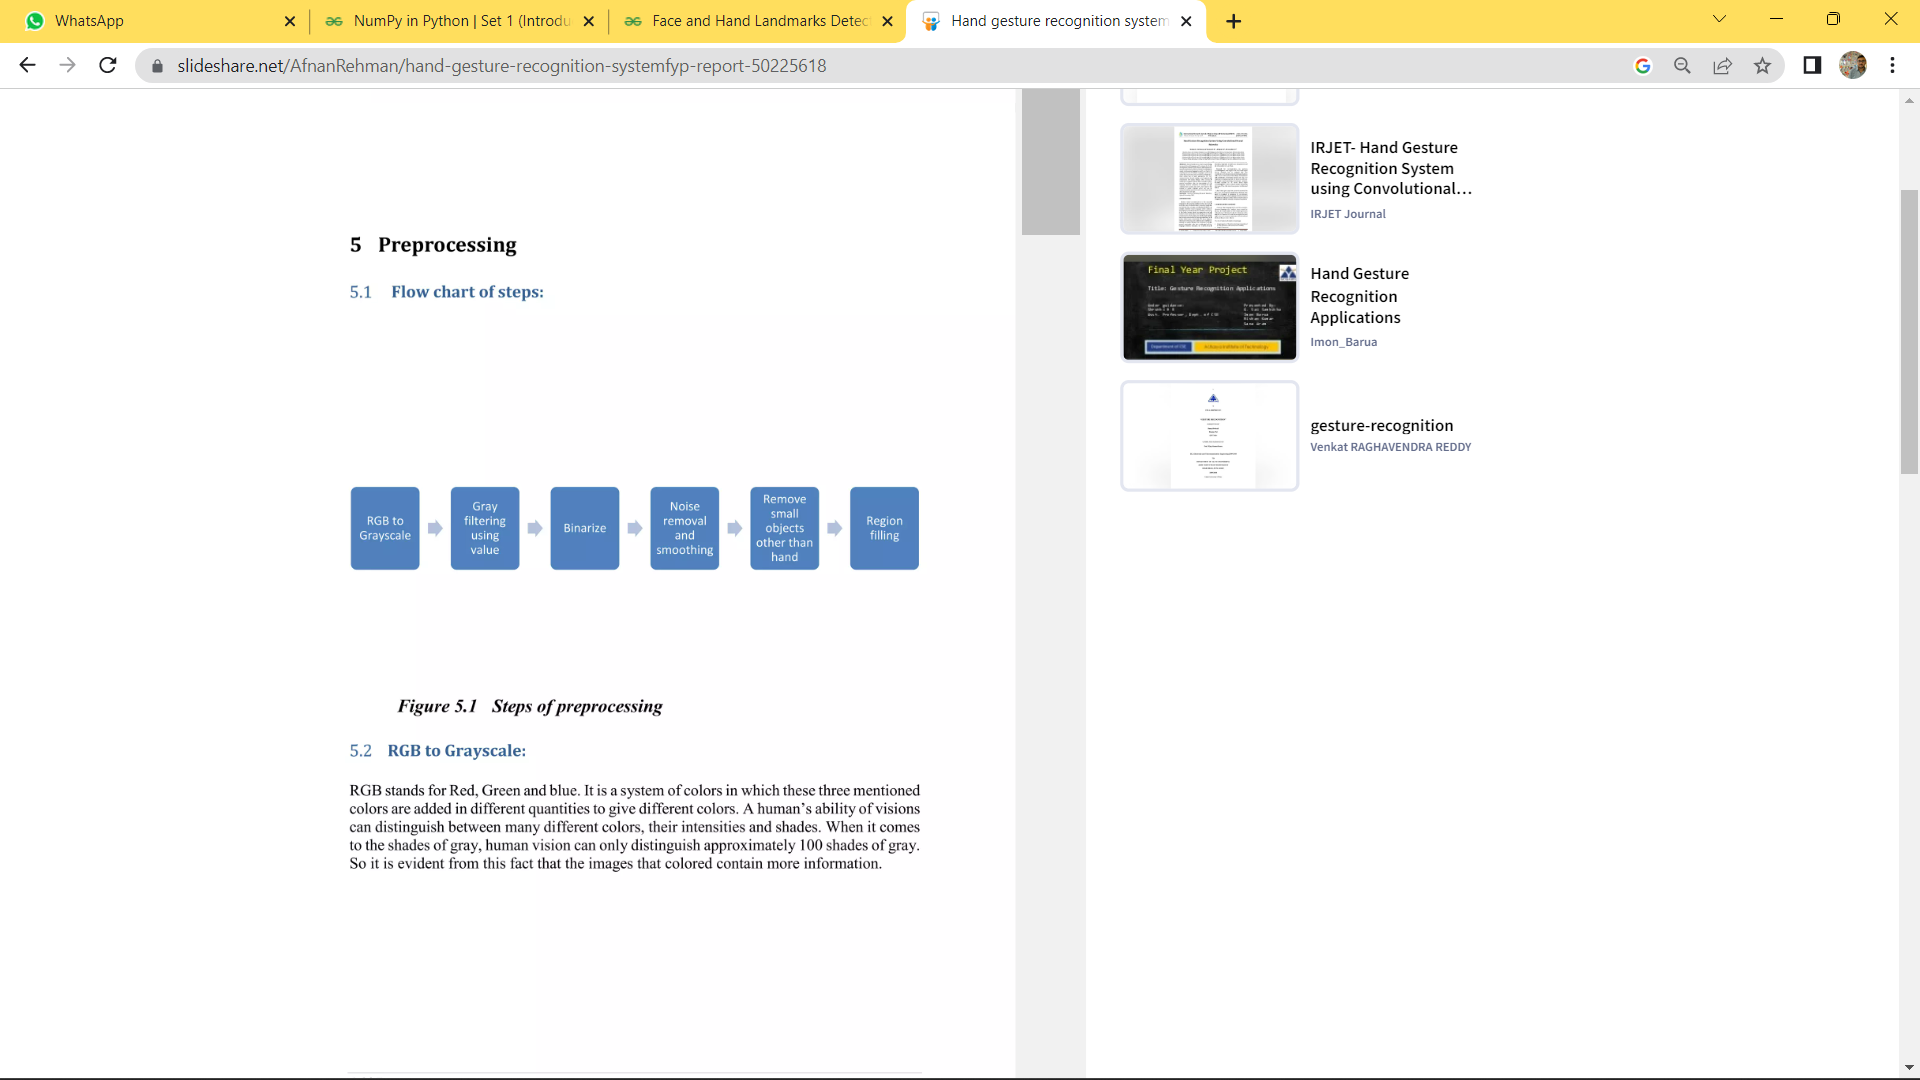 WhatsApp
NumPy in Python | Set 1 (Introdu
Face and Hand Landmarks Detec
Hand gesture recognition system
slideshare.net/AfnanRehman/hand-gesture-recognition-systemfyp-report-50225618
5 Preprocessing
5.1 Flow chart of steps:
RGB to
Grayscale
Gray
filtering
using
value
Binarize
Noise
removal
and
smoothing
Remove
small
objects
other than
hand
Region
filling
Figure 5.1 Steps of preprocessing
5.2 RGB to Grayscale:
RGB stands for Red, Green and blue. It is a system of colors in which these three mentioned
colors are added in different quantities to give different colors. A human's ability of visions
can distinguish between many different colors, their intensities and shades. When it comes
to the shades of gray, human vision can only distinguish approximately 100 shades of gray.
So it is evident from this fact that the images that colored contain more information.
IRJET- Hand Gesture
Recognition System
using Convolutional...
IRJET Journal
Final Year Project
Title: Gesture Recognition Applications
Hand Gesture
Recognition
Applications
Imon_Barua
gesture-recognition
Venkat RAGHAVENDRA REDDY